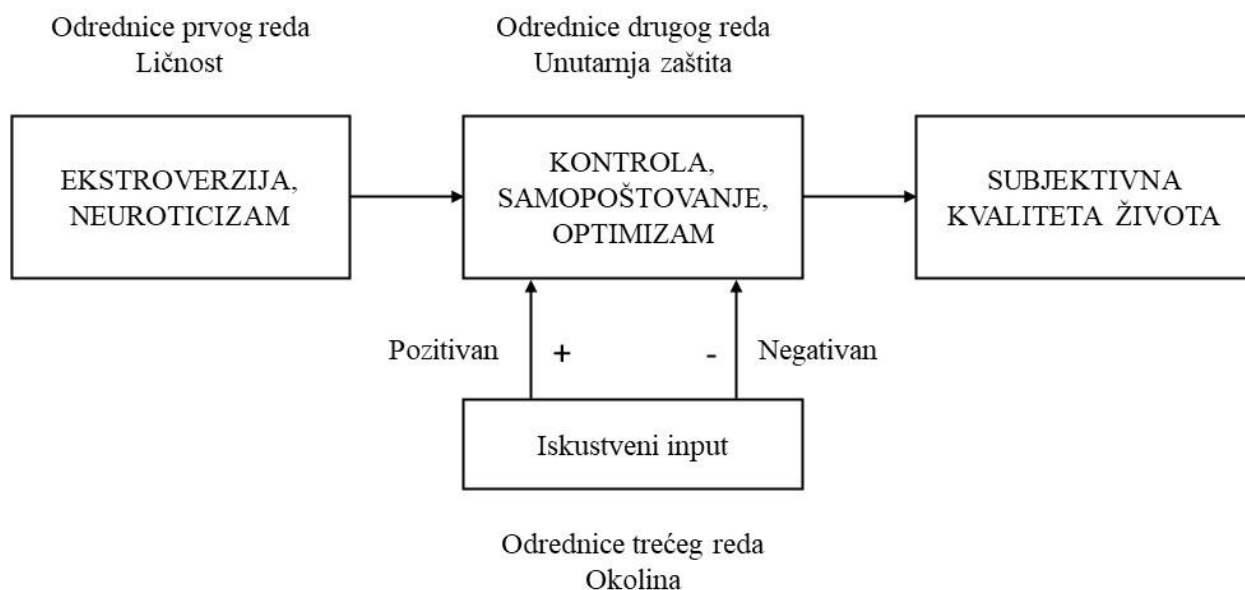 Odrednice prvog reda
Ličnost
Odrednice drugog reda
Unutarnja zaštita
EKSTROVERZIJA,
NEUROTICIZAM
KONTROLA,
SAMOPOŠTOVANJE,
OPTIMIZAM
SUBJEKTIVNA
KVALITETA ŽIVOTA
Pozitivan
+
-
Negativan
Iskustveni input
Odrednice trećeg reda
Okolina